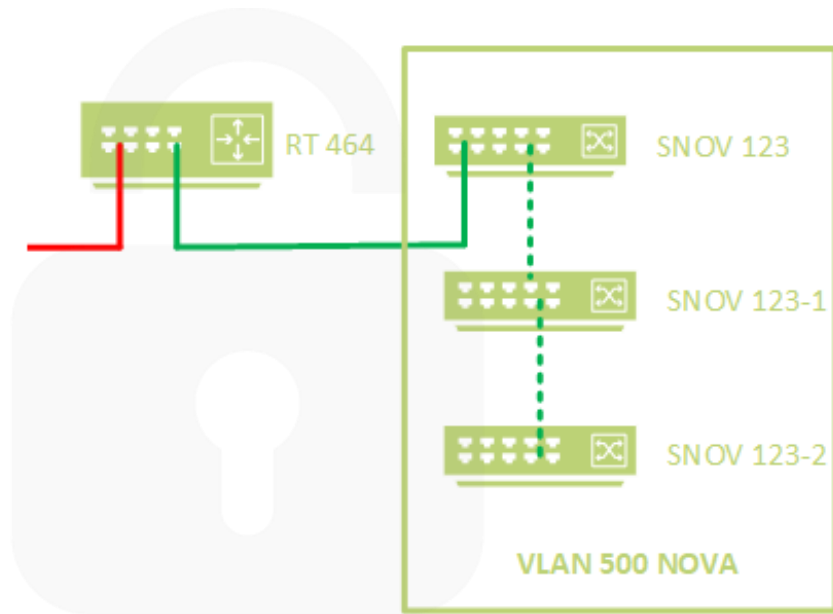 RT 464
SNOV 123
SNOV 123-1
SNOV 123-2
VLAN 500 NOVA